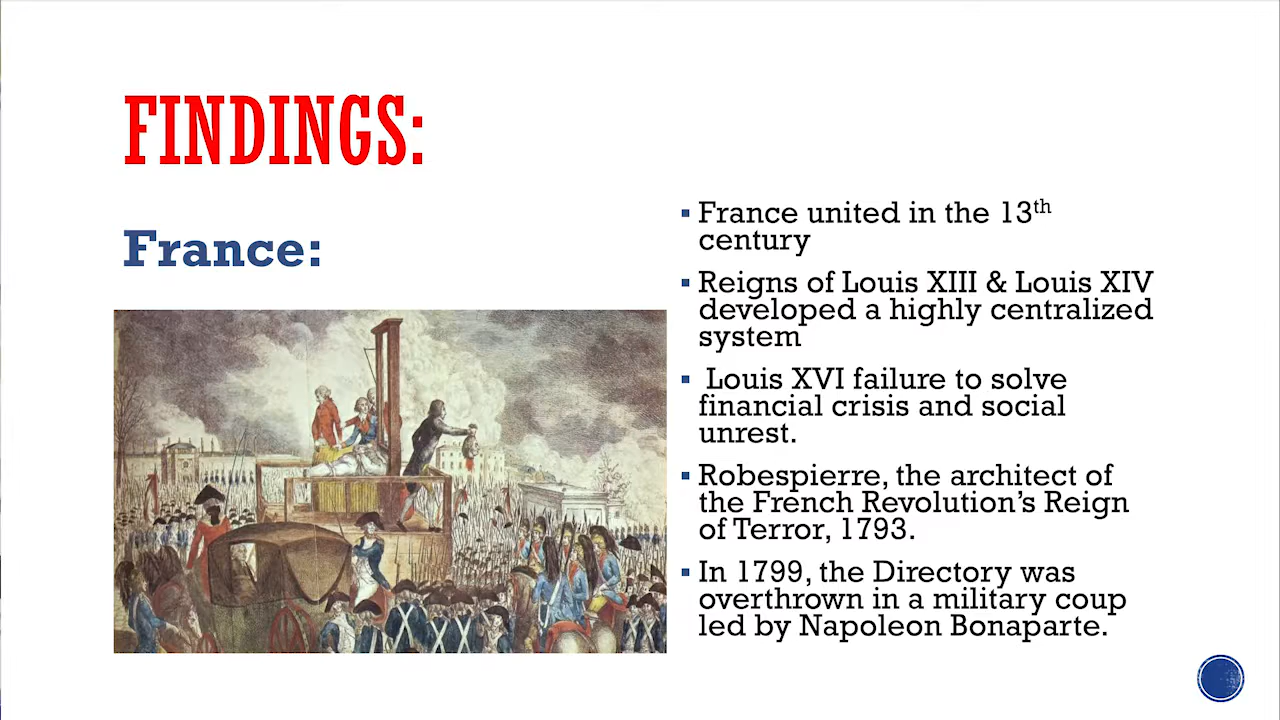 FINDINGS:
France:
▪ France united in the 13th
century
▪ Reigns of Louis XIII & Louis XIV
developed a highly centralized
system
▪ Louis XVI failure to solve
financial crisis and social
unrest.
▪ Robespierre, the architect of
the French Revolution’s Reign
of Terror, 1793.
▪ In 1799, the Directory was
overthrown in a military coup
led by Napoleon Bonaparte.